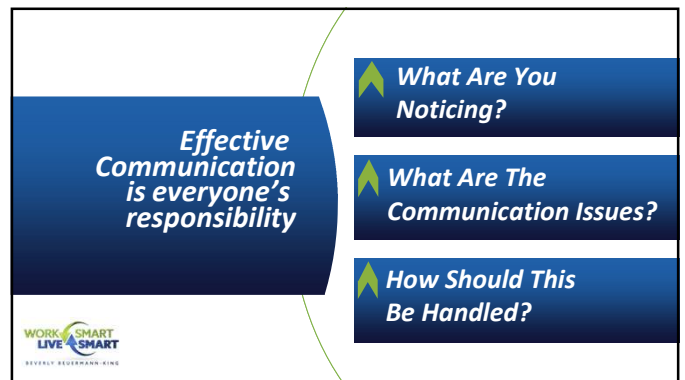 Effective
Communication
is everyone's
responsibility
What Are You
Noticing?
What Are The
Communication Issues?
How Should This
Be Handled?
WORK SMART
LIVE SMART
BEVERLY BEUERMANN-KING